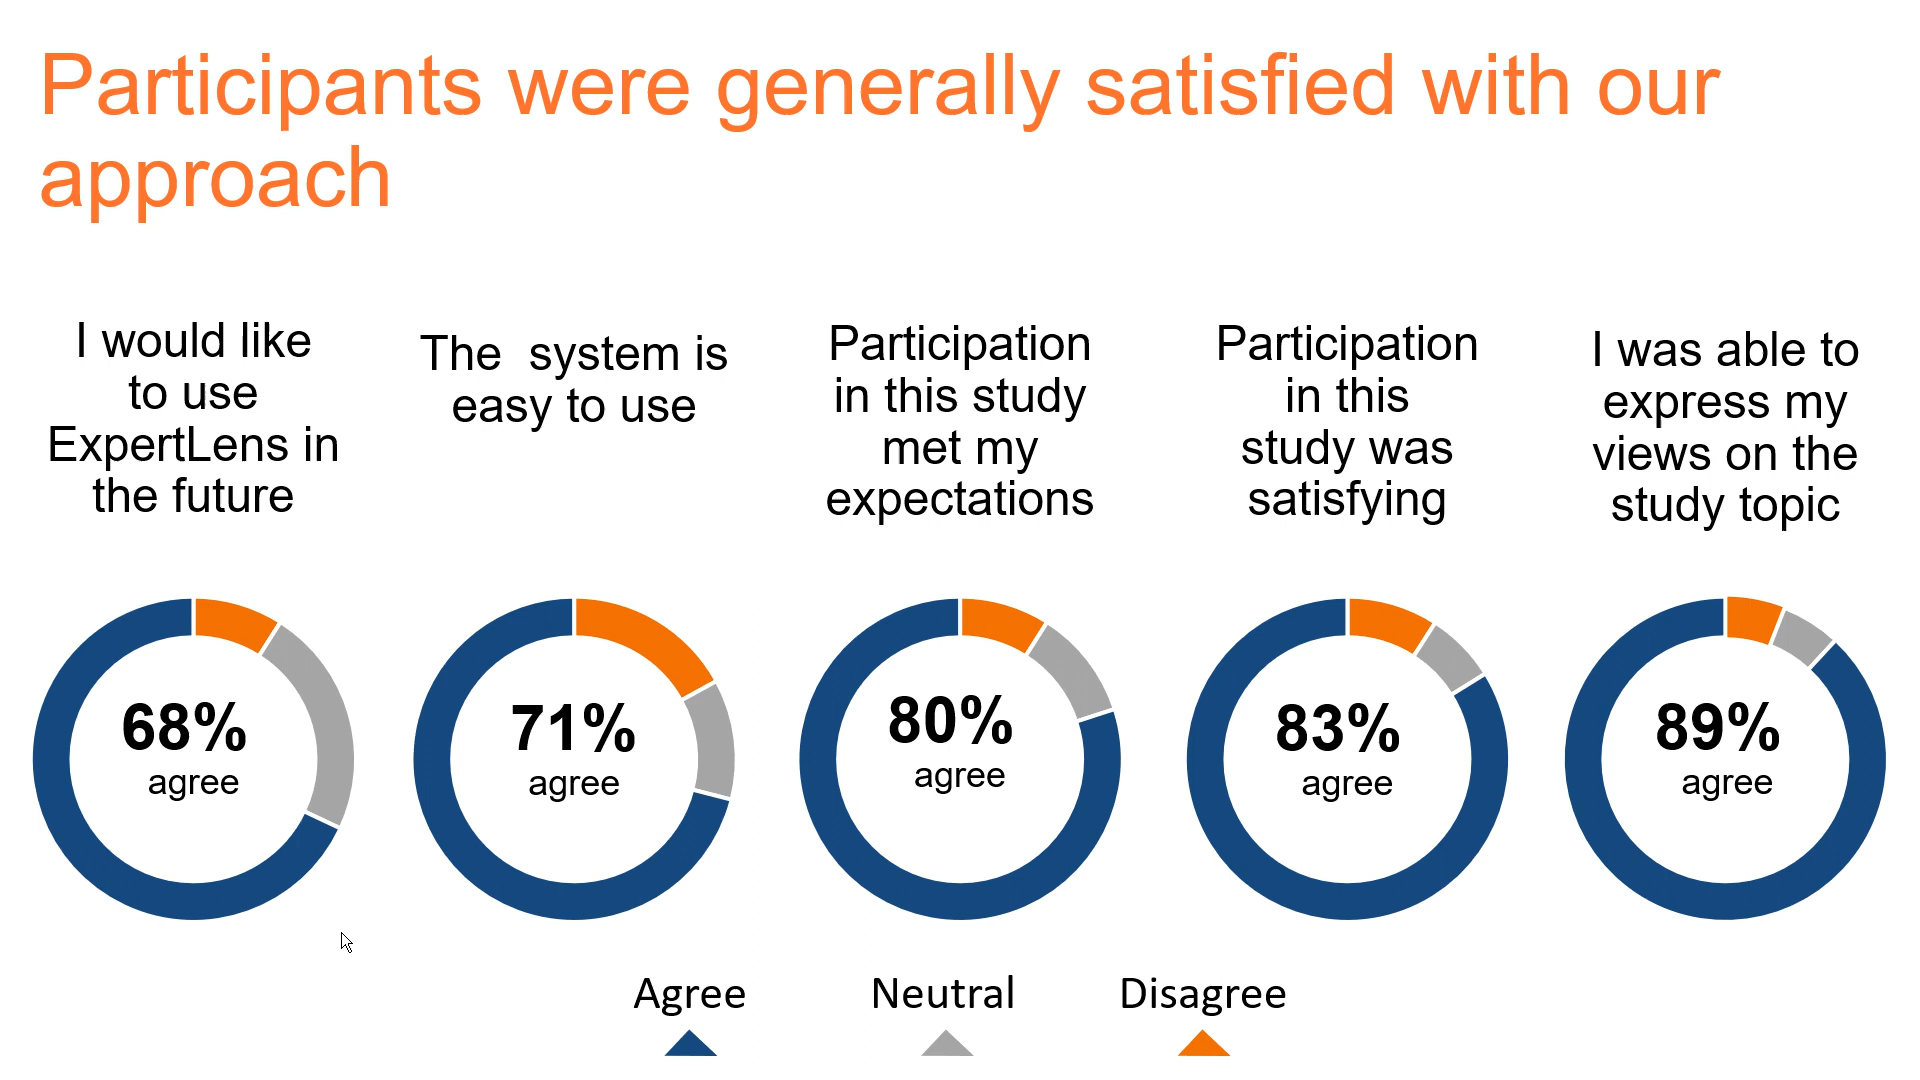 Participants were generally satisfied with our
approach
I would like
to use
ExpertLens in
the future
The  system is
easy to use
Participation
in this study
met my
expectations
Participation
in this
study was
satisfying
I was able to
express my
views on the
study topic
68%
agree
71%
agree
80%
agree
83%
agree
89%
agree
Agree
Neutral
Disagree